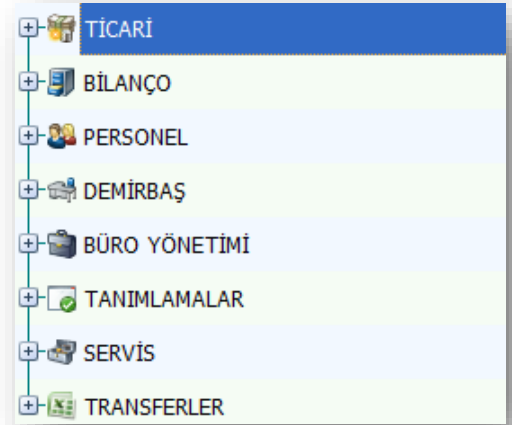 TİCARİ
BİLANÇO
PERSONEL
DEMİRBAŞ
BÜRO YÖNETİMİ
TANIMLAMALAR
SERVİS
TRANSFERLER